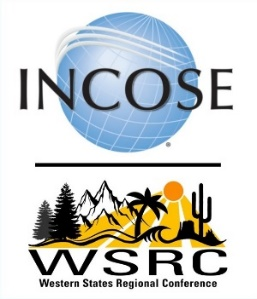 INCOSE
®
WSRC
Western States Regional Conference